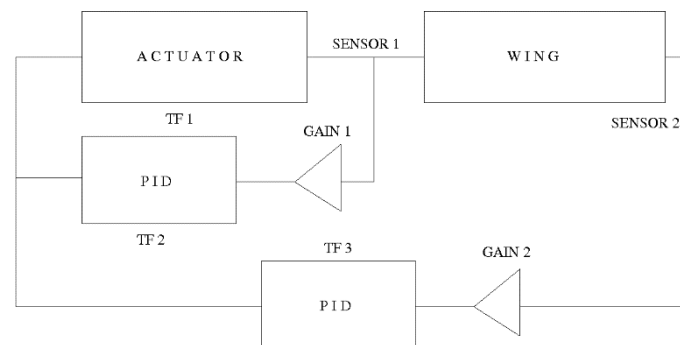 SENSOR 1
ACTUATOR
WING
TF 1
SENSOR 2
GAIN 1
PID
TF 2
TF 3
GAIN 2
PID